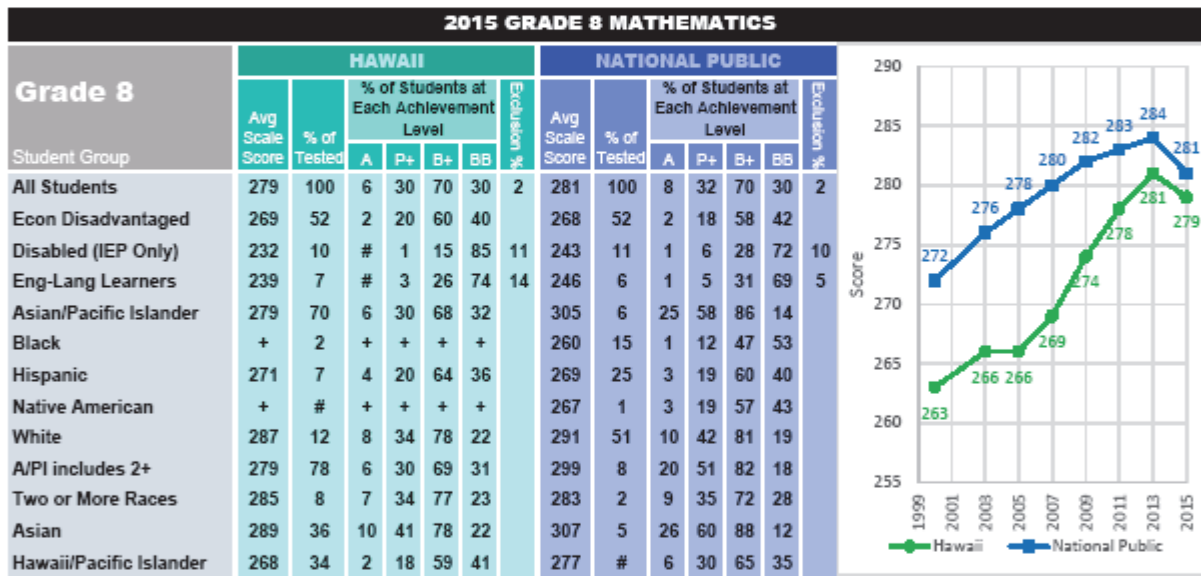 2015 GRADE 8 MATHEMATICS
Grade 8
Student Group
HAWAII
Avg Scale Score
% of Tested
% of Students at Each Achievement Level
A P+ B+ BB
Exclusion %
NATIONAL PUBLIC
Avg Scale Score
% of Tested
% of Students at Each Achievement Level
A P+ B+ BB
Exclusion %
All Students 279 100 6 30 70 30 2 281 100 8 32 70 30 2
Econ Disadvantaged 269 52 2 20 60 40 268 52 2 18 58 42
Disabled (IEP Only) 232 10 # 1 15 85 11 243 11 1 6 28 72 10
Eng-Lang Learners 239 7 # 3 26 74 14 246 6 1 5 31 69 5
Asian/Pacific Islander 279 70 6 30 68 32 305 6 25 58 86 14
Black + 2 + + + + 260 15 1 12 47 53
Hispanic 271 7 4 20 64 36 269 25 3 19 60 40
Native American + # + + + + 267 1 3 19 57 43
White 287 12 8 34 78 22 291 51 10 42 81 19
A/PI includes 2+ 279 78 6 30 69 31 299 8 20 51 82 18
Two or More Races 285 8 7 34 77 23 283 2 9 35 72 28
Asian 289 36 10 41 78 22 307 5 26 60 88 12
Hawaii/Pacific Islander 268 34 2 18 59 41 277 # 6 30 65 35
Score
290
285
280
275
270
265
260
255
272 276 278 280 282 283 284 281
263 266 266 269 274 278 281 279
1999 2001 2003 2005 2007 2009 2011 2013 2015
Hawaii National Public